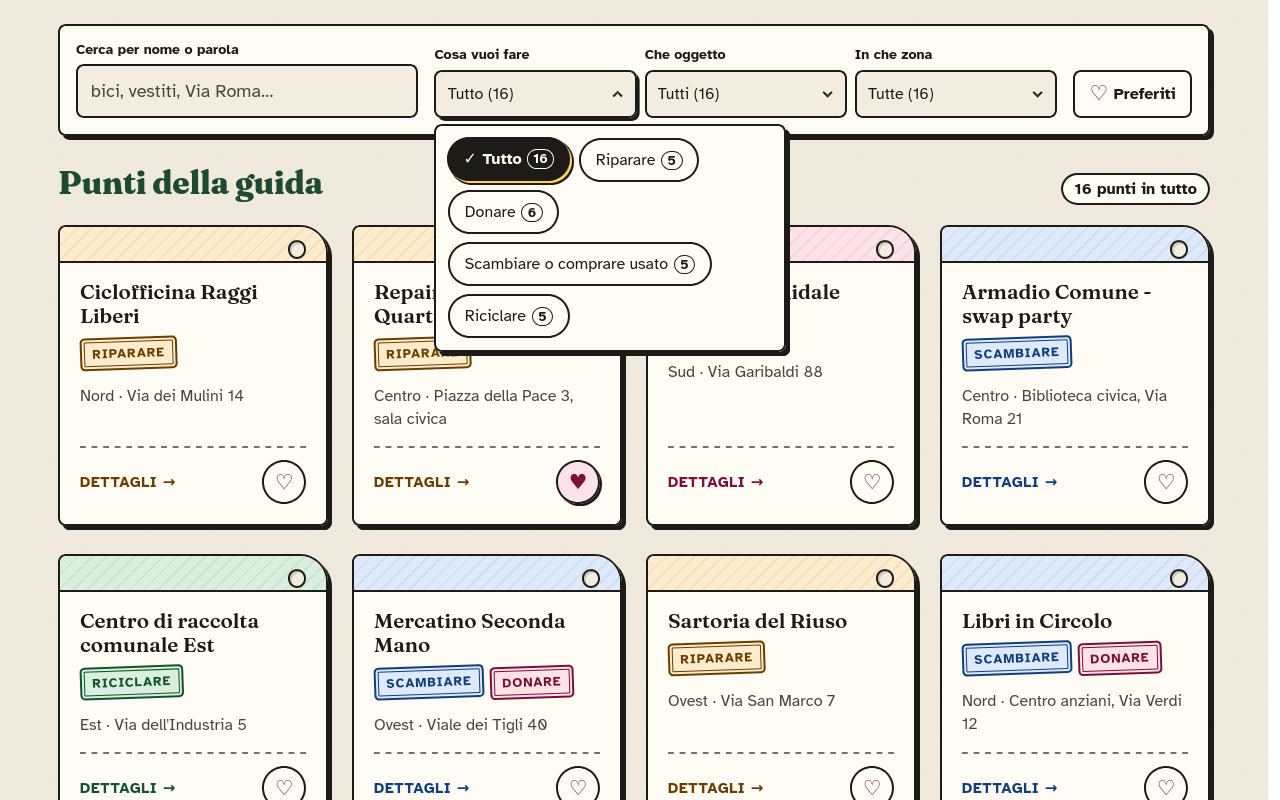 Cerca per nome o parola
bici, vestiti, Via Roma...
Cosa vuoi fare
Tutto (16)
Che oggetto
Tutti (16)
In che zona
Tutte (16)
♡ Preferiti
✓ Tutto 16
Riparare 5
Donare 6
Scambiare o comprare usato 5
Riciclare 5
Punti della guida
16 punti in tutto
Ciclofficina Raggi
Liberi
RIPARARE
Nord · Via dei Mulini 14
DETTAGLI →
Quart
RIPARARE
Centro · Piazza della Pace 3,
sala civica
DETTAGLI →
Sud · Via Garibaldi 88
DETTAGLI →
Armadio Comune -
swap party
SCAMBIARE
Centro · Biblioteca civica, Via
Roma 21
DETTAGLI →
Centro di raccolta
comunale Est
RICICLARE
Est · Via dell'Industria 5
DETTAGLI →
Mercatino Seconda
Mano
SCAMBIARE
DONARE
Ovest · Viale dei Tigli 40
DETTAGLI →
Sartoria del Riuso
RIPARARE
Ovest · Via San Marco 7
DETTAGLI →
Libri in Circolo
SCAMBIARE
DONARE
Nord · Centro anziani, Via Verdi
12
DETTAGLI →